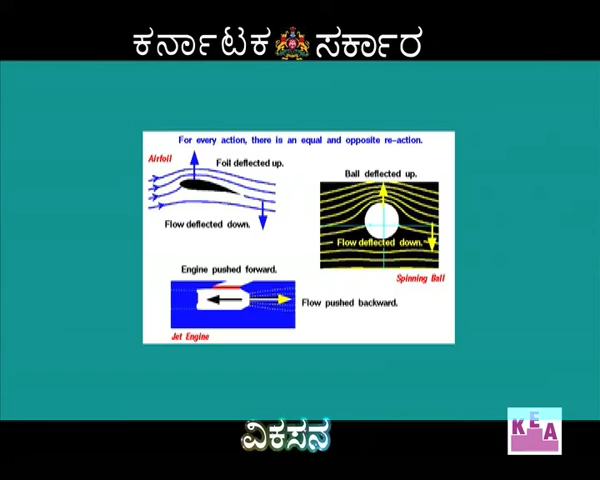 ಕರ್ನಾಟಕ ಸರ್ಕಾರ
For every action, there is an equal and opposite re-action.
Airfoil
Foil deflected up.
Flow deflected down.
Ball deflected up.
Flow deflected down.
Spinning Ball
Engine pushed forward.
Flow pushed backward.
Jet Engine
ವಿಕಸನ
KEA